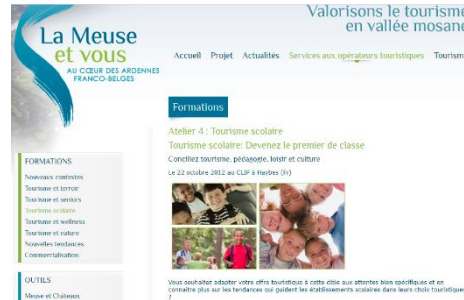 Valorisons le tourisme
en vallée mosane
La Meuse
et vous
AU CŒUR DES ARDENNES
FRANCO-BELGES
Accueil Projet Actualités Services aux opérateurs touristiques Tourism
Formations
Atelier 4 : Tourisme scolaire
Tourisme scolaire: Devenez le premier de classe
Conciliez tourisme, pédagogie, loisir et culture
Le 22 octobre 2012 au CLIP à Haybes (Fr)
FORMATIONS
Nouveaux contextes
Tourisme et terroir
Tourisme et seniors
Tourisme scolaire
Tourisme et wellness
Tourisme et nature
Nouvelles tendances
Commercialisation
OUTILS
Meuse et Châteaux
Vous souhaitez adapter votre offre touristique à cette cible aux attentes bien spécifiques et en
connaître plus sur les tendances qui guident les établissements scolaires dans leurs choix touristiques
?